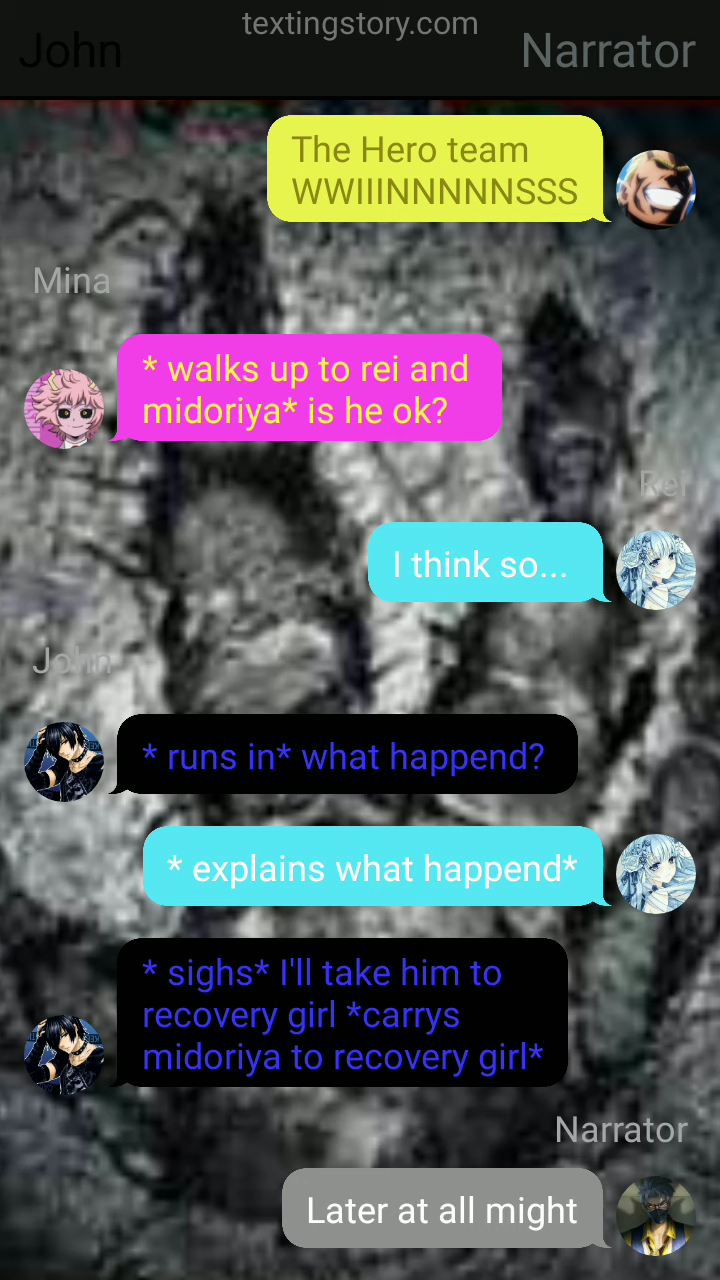 textingstory.com
John
Narrator
The Hero team
WWIIINNNNNSSS
Mina
* walks up to rei and
midoriya* is he ok?
Rei
I think so...
John
* runs in* what happend?
* explains what happend*
* sighs* I'll take him to
recovery girl *carrys
midoriya to recovery girl*
Narrator
Later at all might